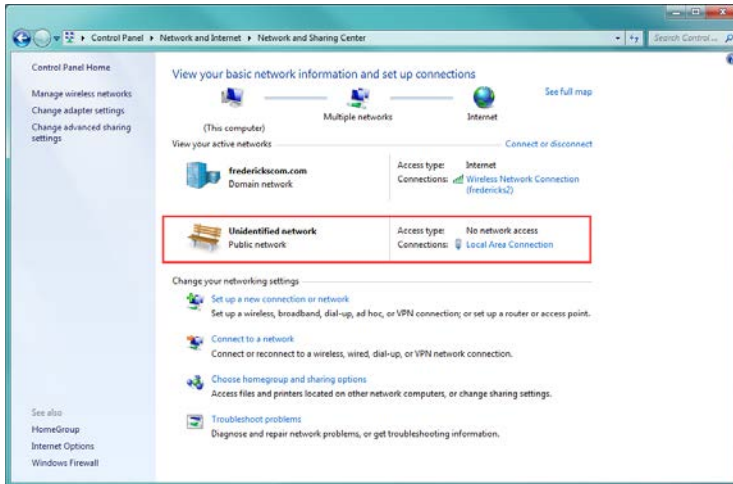 Control Panel ▸ Network and Internet ▸ Network and Sharing Center
Search Control...
Control Panel Home
Manage wireless networks
Change adapter settings
Change advanced sharing
settings
View your basic network information and set up connections
See full map
(This computer)
Multiple networks
Internet
View your active networks
Connect or disconnect
frederickscom.com
Domain network
Access type: Internet
Connections: Wireless Network Connection
(fredericks2)
Unidentified network
Public network
Access type: No network access
Connections: Local Area Connection
Change your networking settings
Set up a new connection or network
Set up a wireless, broadband, dial-up, ad hoc, or VPN connection; or set up a router or access point.
Connect to a network
Connect or reconnect to a wireless, wired, dial-up, or VPN network connection.
Choose homegroup and sharing options
Access files and printers located on other network computers, or change sharing settings.
Troubleshoot problems
Diagnose and repair network problems, or get troubleshooting information.
See also
HomeGroup
Internet Options
Windows Firewall